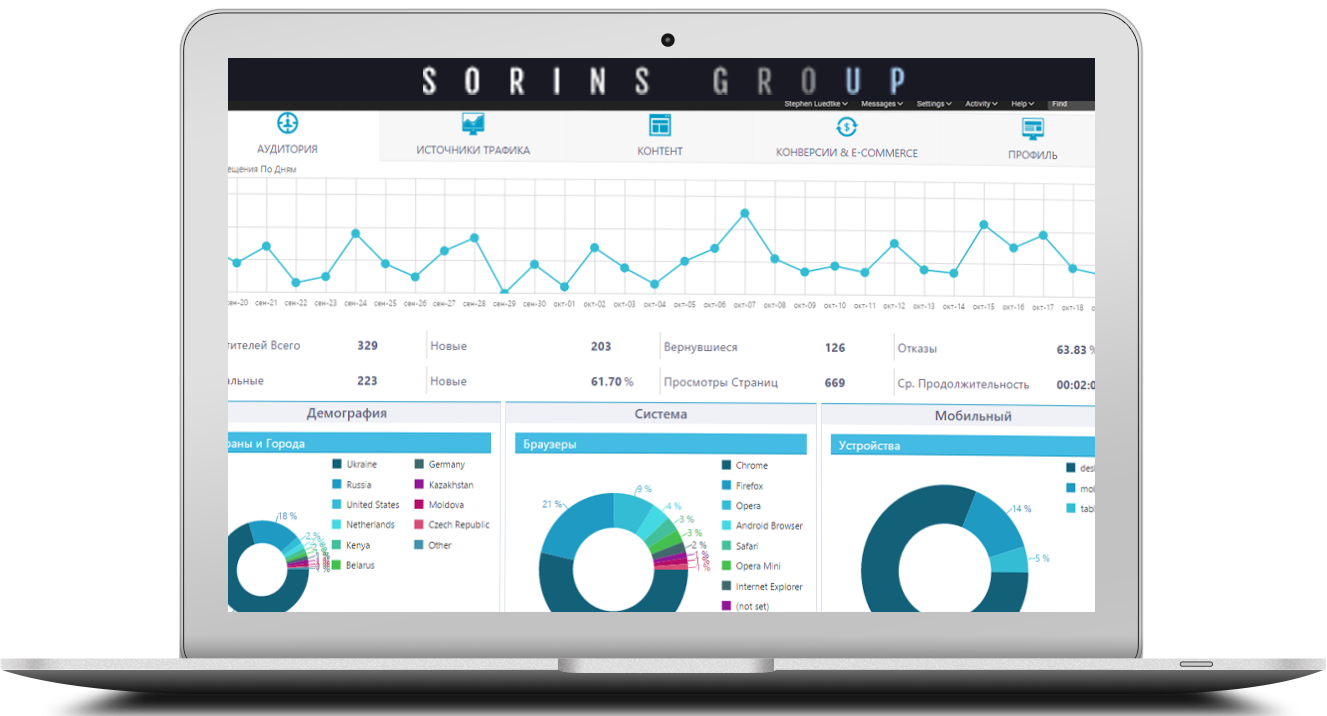 SORINS GROUP
Stephen Luedtke Messages Settings Activity Help Find
АУДИТОРИЯ ИСТОЧНИКИ ТРАФИКА КОНТЕНТ КОНВЕРСИИ & E-COMMERCE ПРОФИЛЬ
ещения По Дням
сен-20 сен-21 сен-22 сен-23 сен-24 сен-25 сен-26 сен-27 сен-28 сен-29 сен-30 окт-01 окт-02 окт-03 окт-04 окт-05 окт-06 окт-07 окт-08 окт-09 окт-10 окт-11 окт-12 окт-13 окт-14 окт-15 окт-16 окт-17 окт-18
тителей Всего 329 Новые 203 Вернувшиеся 126 Отказы 63.83 %
альные 223 Новые 61.70 % Просмотры Страниц 669 Ср. Продолжительность 00:02:0
Демография Система Мобильный
раны и Города
Ukraine Germany
Russia Kazakhstan
United States Moldova
Netherlands Czech Republic
Kenya Other
Belarus
18 %
2 %
Браузеры
Chrome
Firefox
Opera
Android Browser
Safari
Opera Mini
Internet Explorer
(not set)
21 %
9 %
4 %
3 %
3 %
2 %
Устройства
des
mol
tabl
14 %
5 %